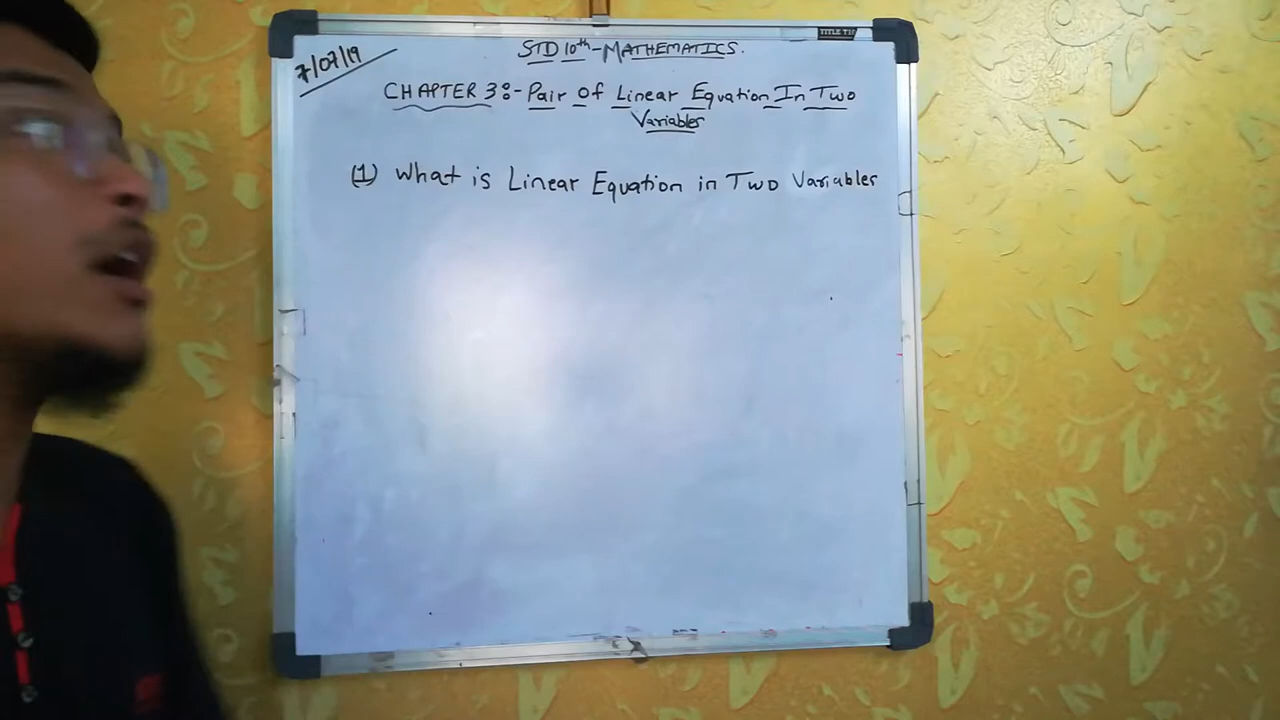 7/07/19
STD 10th-MATHEMATICS.
CHAPTER 3:- Pair Of Linear Equation In Two
Variables
(1) What is Linear Equation in Two Variables